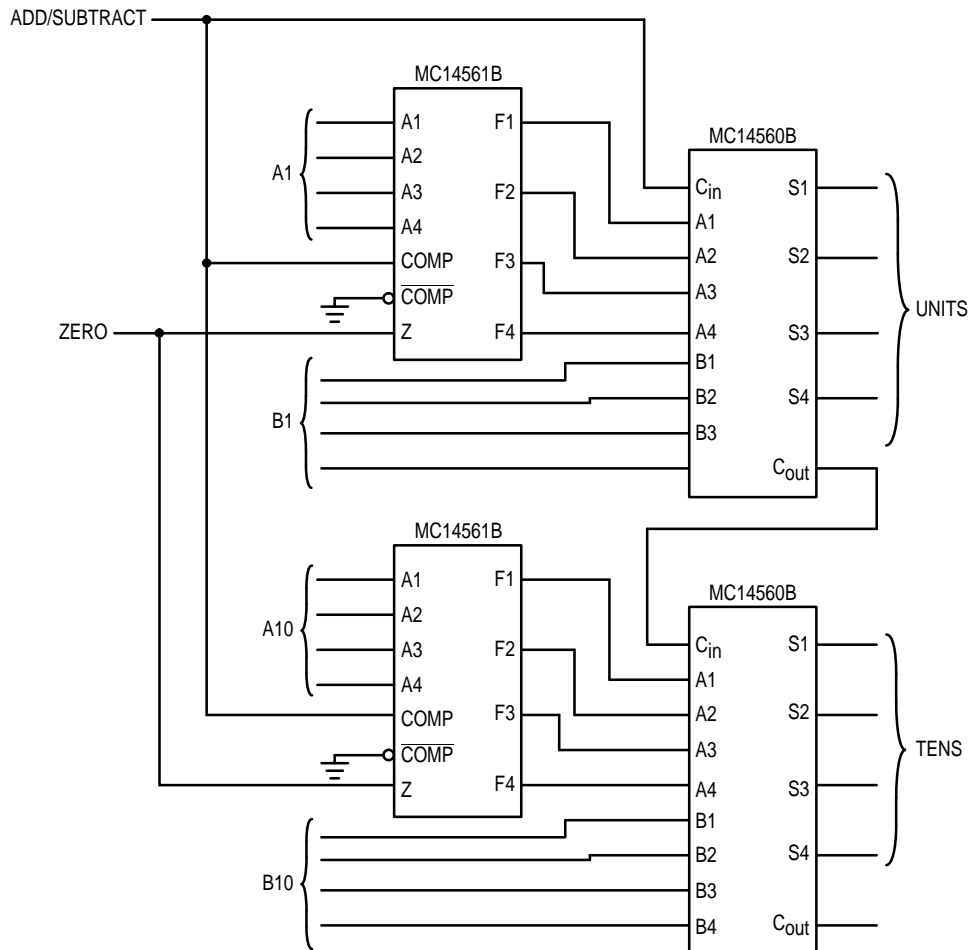 ADD/SUBTRACT
MC14561B
A1
A1
A2
A3
A4
COMP
COMP
Z
F1
F2
F3
F4
ZERO
B1
MC14560B
Cin
A1
A2
A3
A4
B1
B2
B3
S1
S2
S3
S4
Cout
UNITS
MC14561B
A10
A1
A2
A3
A4
COMP
COMP
Z
F1
F2
F3
F4
B10
MC14560B
Cin
A1
A2
A3
A4
B1
B2
B3
B4
S1
S2
S3
S4
Cout
TENS